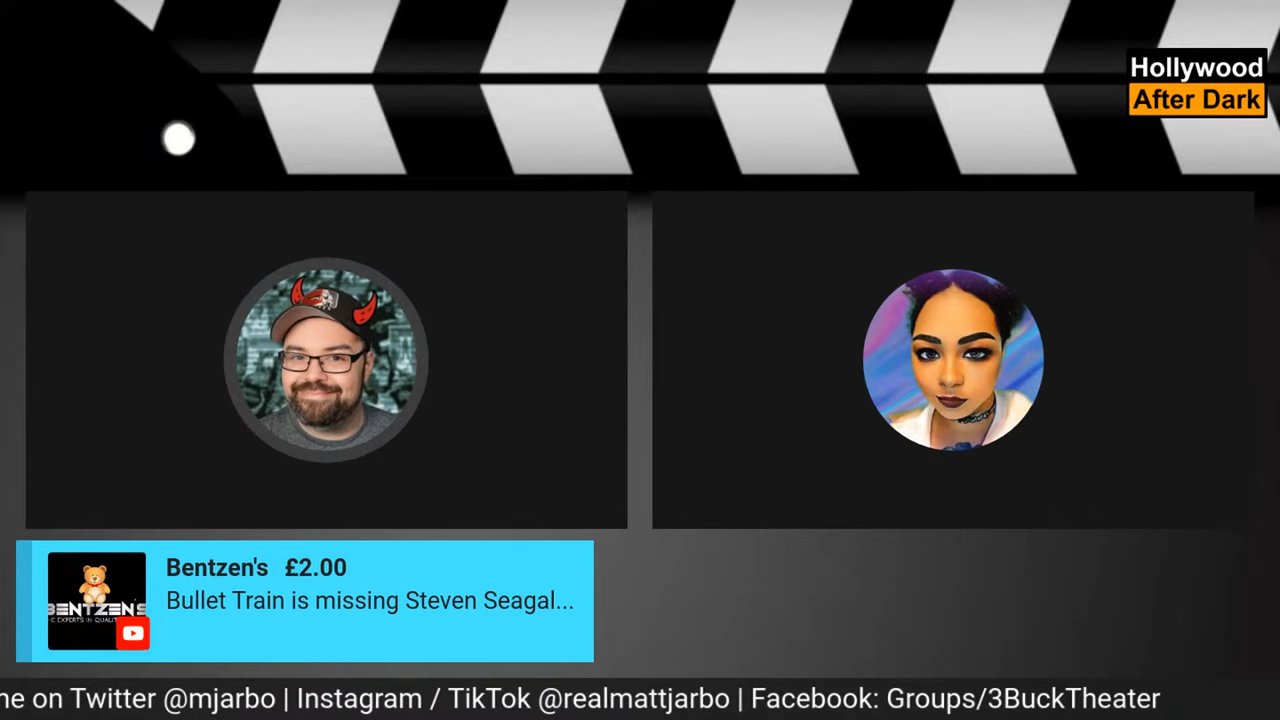 Hollywood
After Dark
Bentzen's £2.00
Bullet Train is missing Steven Seagal...
BENTZEN'S
on Twitter @mjarbo | Instagram / TikTok @realmattjarbo | Facebook: Groups/3BuckTheater